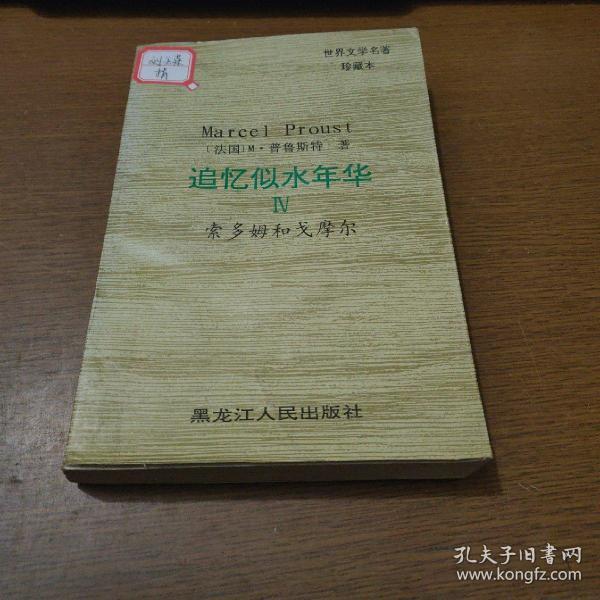 世界文学名著
珍藏本
Marcel Proust
〔法国〕M·普鲁斯特 著
追忆似水年华
Ⅳ
索多姆和戈摩尔
黑龙江人民出版社
孔夫子旧书网
www.kongfz.com